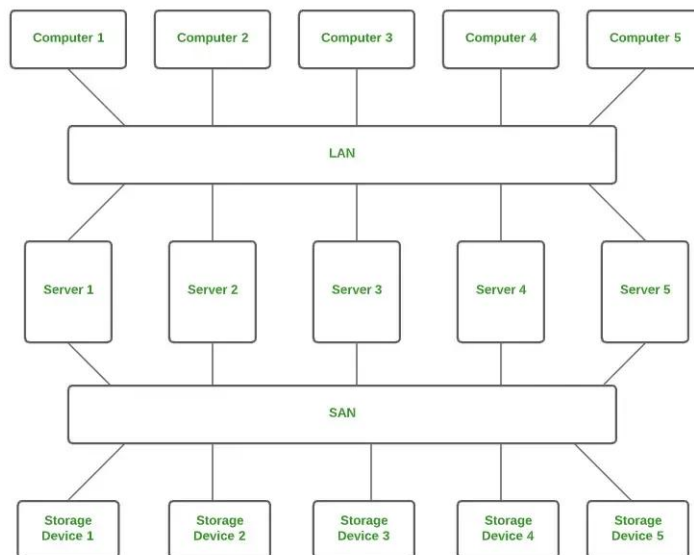 Computer 1
Computer 2
Computer 3
Computer 4
Computer 5
LAN
Server 1
Server 2
Server 3
Server 4
Server 5
SAN
Storage
Device 1
Storage
Device 2
Storage
Device 3
Storage
Device 4
Storage
Device 5